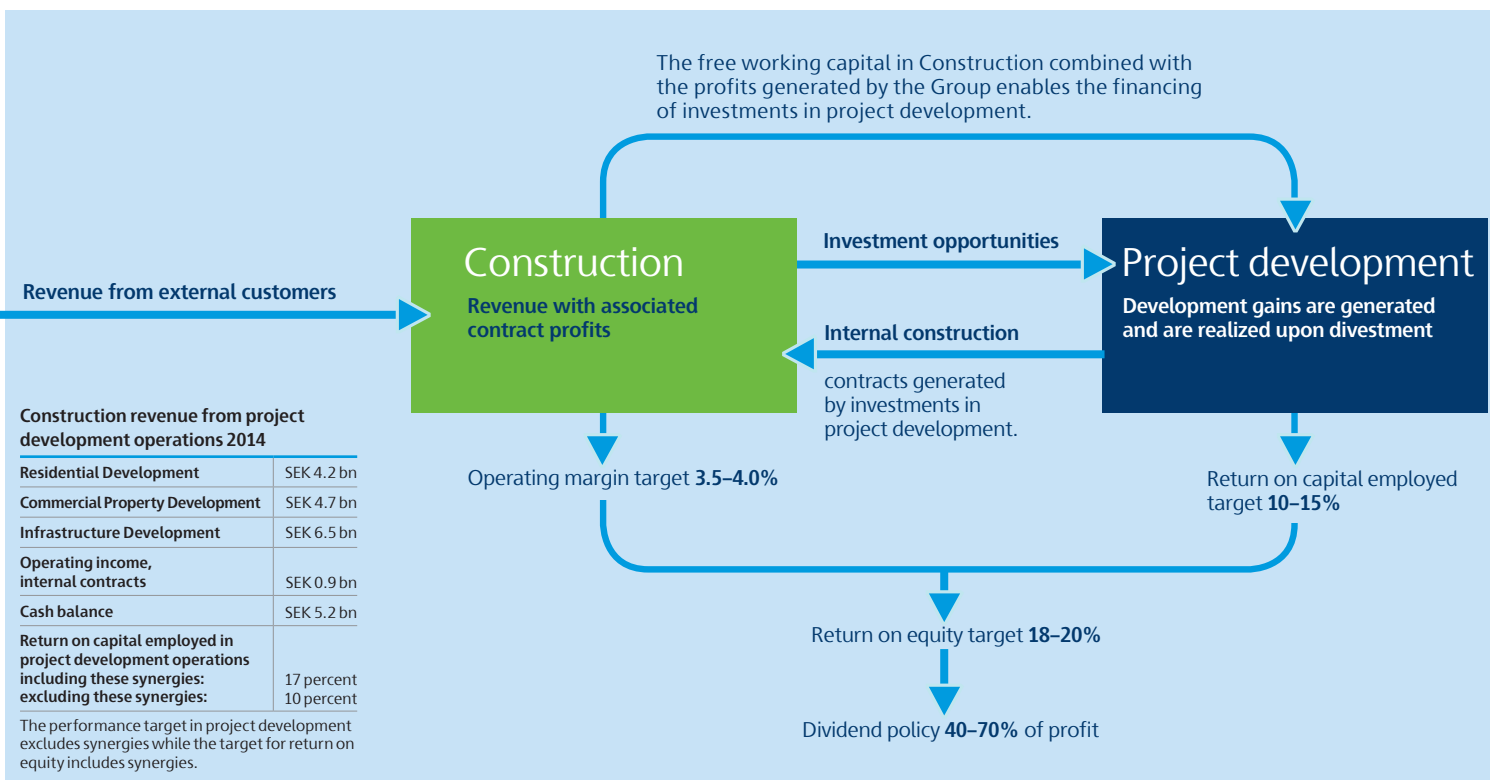 The free working capital in Construction combined with
the profits generated by the Group enables the financing
of investments in project development.
Revenue from external customers
Construction
Revenue with associated
contract profits
Investment opportunities
Internal construction
contracts generated
by investments in
project development.
Project development
Development gains are generated
and are realized upon divestment
Construction revenue from project
development operations 2014
Residential Development SEK 4.2 bn
Commercial Property Development SEK 4.7 bn
Infrastructure Development SEK 6.5 bn
Operating income,
internal contracts SEK 0.9 bn
Cash balance SEK 5.2 bn
Return on capital employed in
project development operations
including these synergies: 17 percent
excluding these synergies: 10 percent
The performance target in project development
excludes synergies while the target for return on
equity includes synergies.
Operating margin target 3.5–4.0%
Return on capital employed
target 10–15%
Return on equity target 18–20%
Dividend policy 40–70% of profit